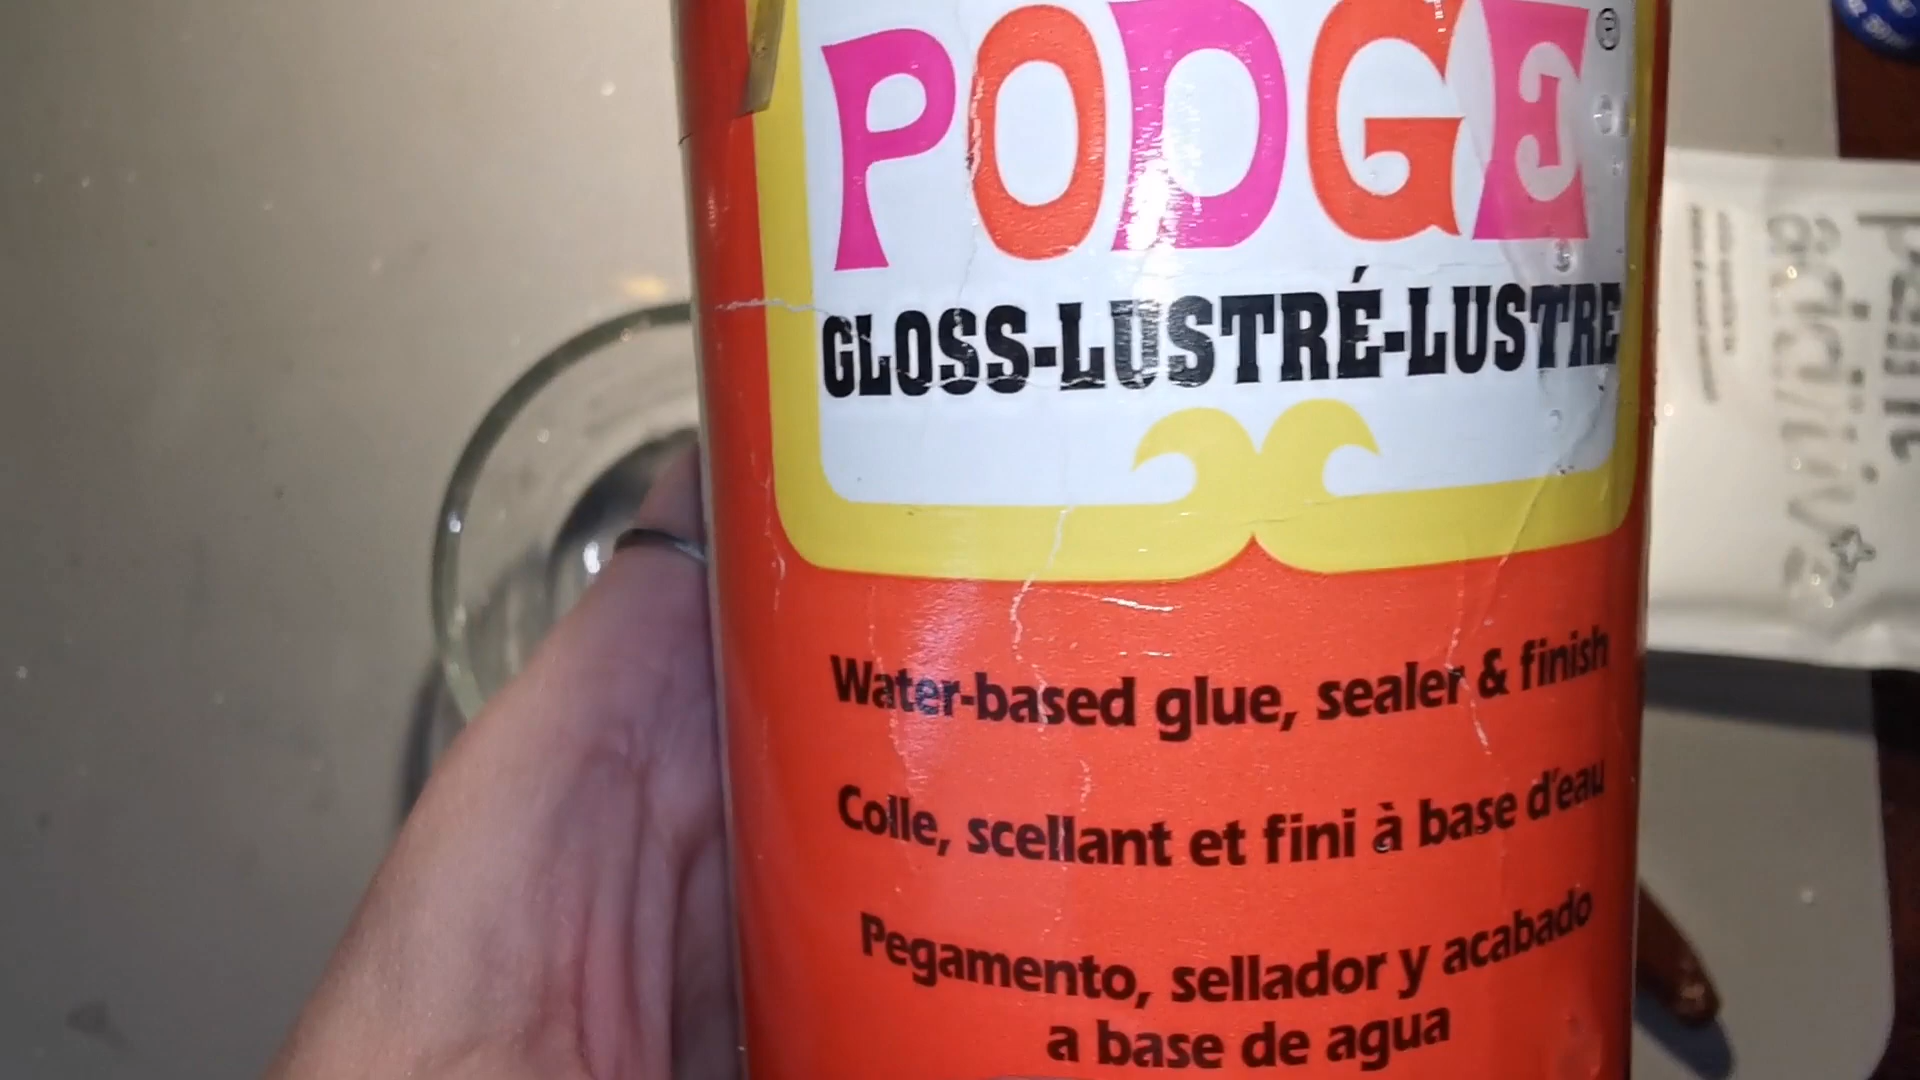 PODGE®
GLOSS-LUSTRÉ-LUSTRE
Water-based glue, sealer & finish
Colle, scellant et fini à base d'eau
Pegamento, sellador y acabado
a base de agua